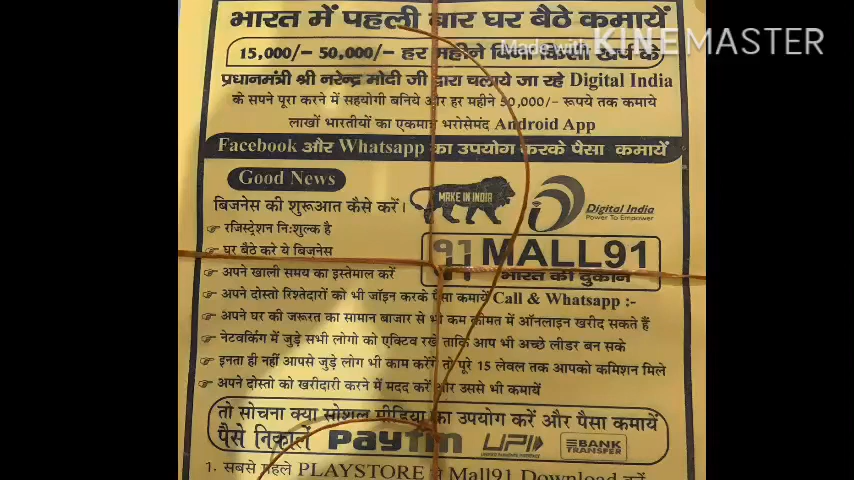 भारत में पहली बार घर बैठे कमायें
Made with KINEMASTER
15,000/- 50,000/- हर महीने बिना किसी खर्च के
प्रधानमंत्री श्री नरेन्द्र मोदी जी द्वारा चलाये जा रहे Digital India
के सपने पूरा करने में सहयोगी बनिये और हर महीने 50,000/- रूपये तक कमाये
लाखों भारतीयों का एकमात्र भरोसेमंद Android App
Facebook और Whatsapp का उपयोग करके पैसा कमायें
Good News
MAKE IN INDIA
Digital India
Power To Empower
बिजनेस की शुरूआत कैसे करें।
रजिस्ट्रेशन निःशुल्क है
घर बैठे करे ये बिज़नेस
91 MALL91
भारत की दुकान
अपने खाली समय का इस्तेमाल करें
अपने दोस्तो रिश्तेदारों को भी जॉइन करके पैसा कमायें Call & Whatsapp :-
अपने घर की जरूरत का सामान बाजार से भी कम कीमत में ऑनलाइन खरीद सकते हैं
नेटवर्किंग में जुड़े सभी लोगो को एक्टिव रखें ताकि आप भी अच्छे लीडर बन सके
इनता ही नहीं आपसे जुड़े लोग भी काम करेंगे तो पूरे 15 लेवल तक आपको कमिशन मिले
अपने दोस्तो को खरीदारी करने में मदद करें और उससे भी कमायें
तो सोचना क्या सोशल मीडिया का उपयोग करें और पैसा कमायें
पैसे निकालें Paytm UPI BANK TRANSFER
1. सबसे पहले PLAYSTORE से Mall91 Download करें